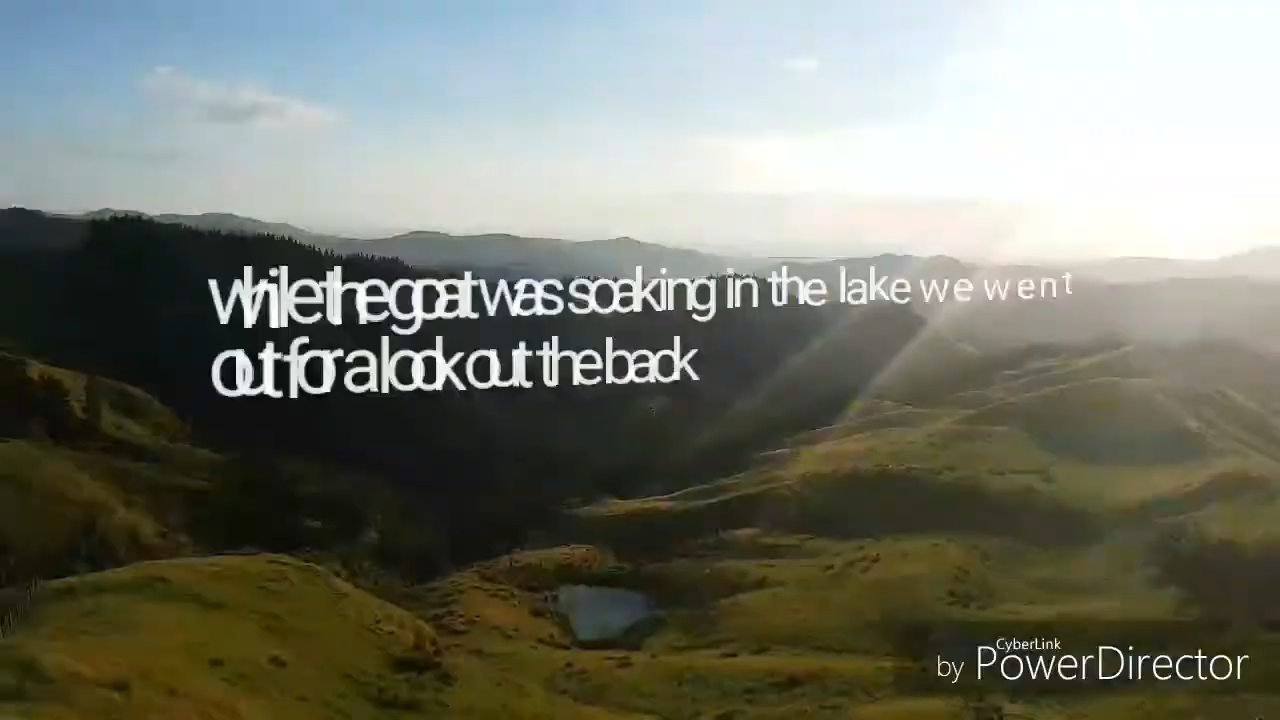 while the goat was soaking in the lake we went
out for a look out the back
CyberLink
by PowerDirector